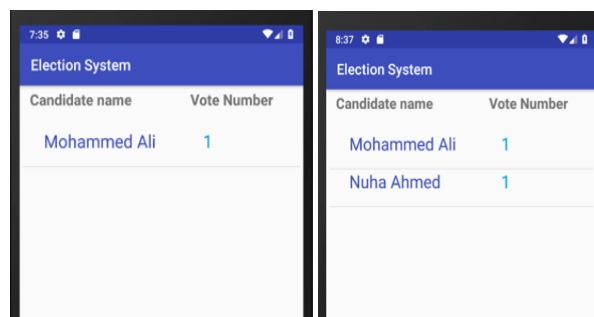 7:35
Election System
Candidate name Vote Number
Mohammed Ali 1
8:37
Election System
Candidate name Vote Number
Mohammed Ali 1
Nuha Ahmed 1